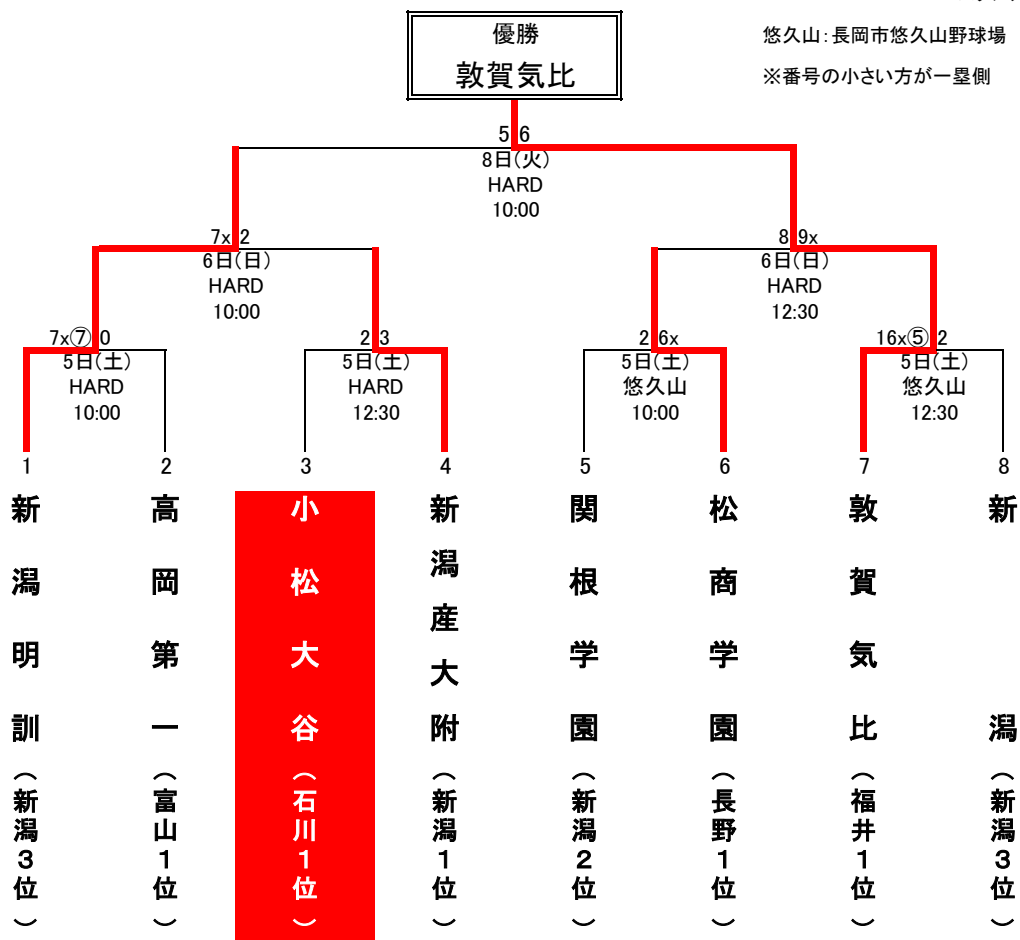 優勝
敦賀気比
悠久山：長岡市悠久山野球場
※番号の小さい方が一塁側
5 6
8日(火)
HARD
10:00
7x 2
6日(日)
HARD
10:00
8 9x
6日(日)
HARD
12:30
7x⑦ 0
5日(土)
HARD
10:00
2 3
5日(土)
HARD
12:30
2 6x
5日(土)
悠久山
10:00
16x⑤ 2
5日(土)
悠久山
12:30
1
2
3
4
5
6
7
8
新潟明訓（新潟３位）
高岡第一（富山１位）
小松大谷（石川１位）
新潟産大附（新潟１位）
関根学園（新潟２位）
松商学園（長野１位）
敦賀気比（福井１位）
新潟（新潟３位）